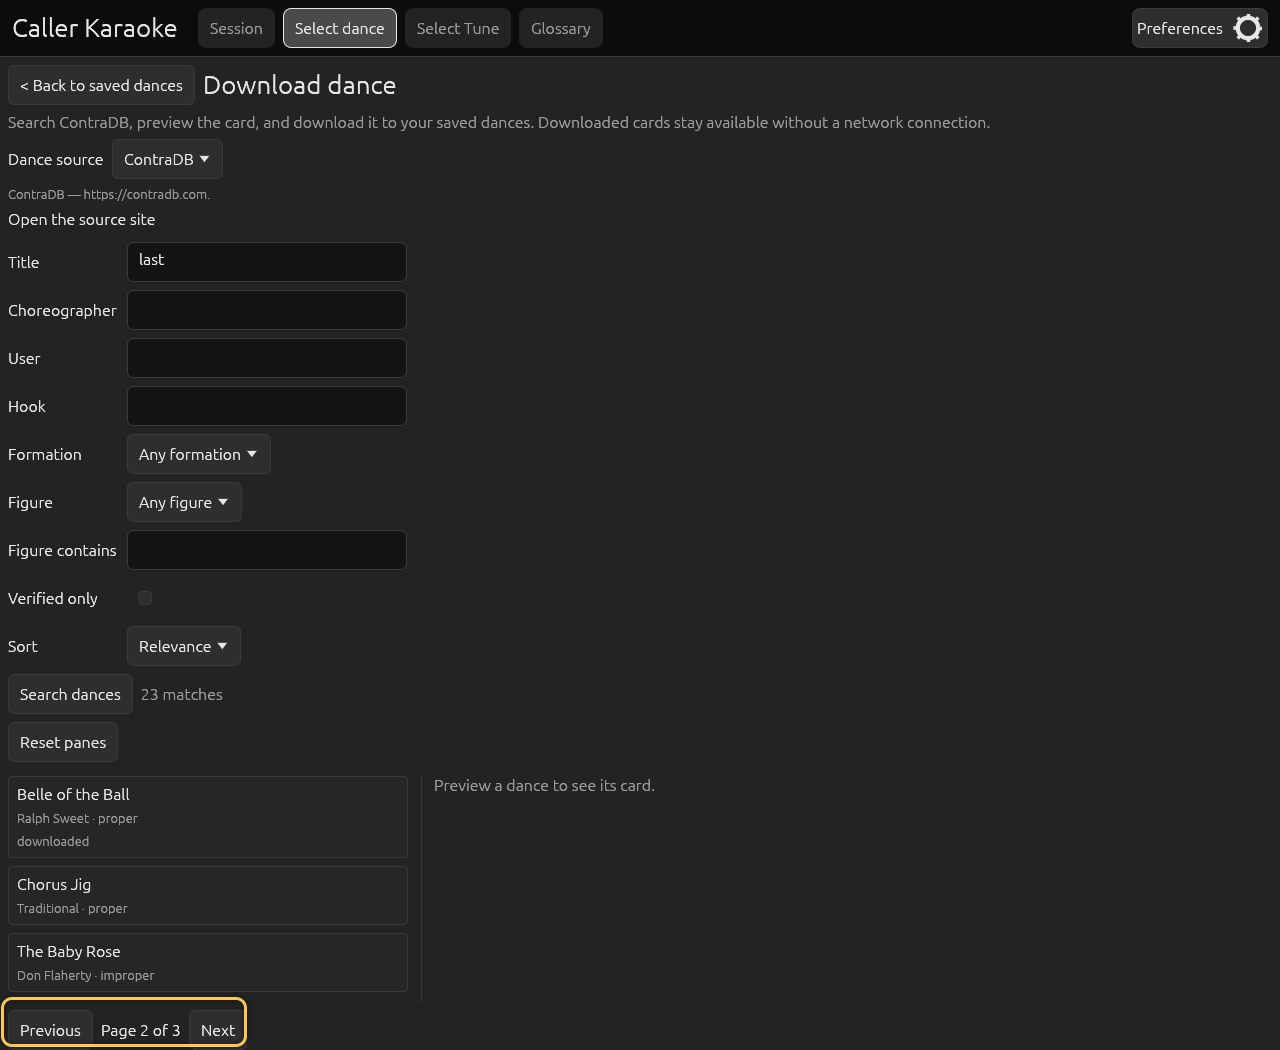 Caller Karaoke Session Select dance Select Tune Glossary Preferences
< Back to saved dances Download dance
Search ContraDB, preview the card, and download it to your saved dances. Downloaded cards stay available without a network connection.
Dance source ContraDB
ContraDB — https://contradb.com.
Open the source site
Title last
Choreographer
User
Hook
Formation Any formation
Figure Any figure
Figure contains
Verified only
Sort Relevance
Search dances 23 matches
Reset panes
Belle of the Ball
Ralph Sweet · proper
downloaded
Chorus Jig
Traditional · proper
The Baby Rose
Don Flaherty · improper
Preview a dance to see its card.
Previous Page 2 of 3 Next